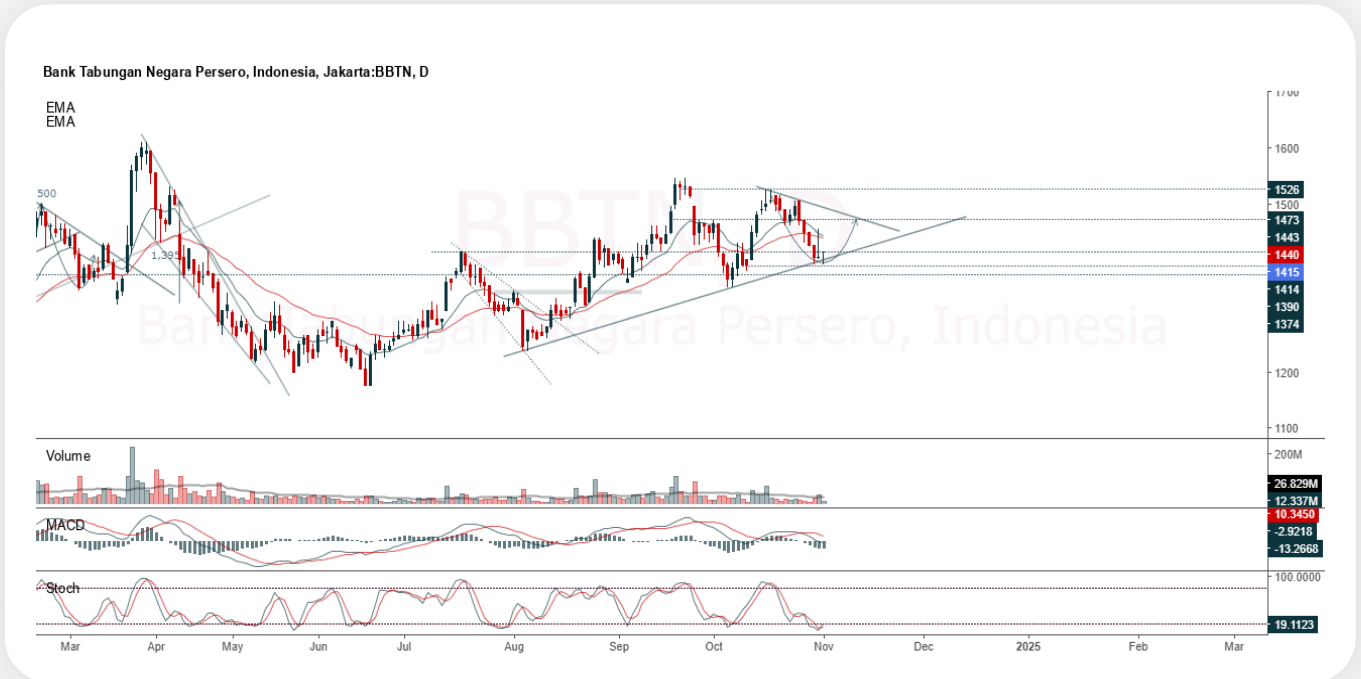 Bank Tabungan Negara Persero, Indonesia, Jakarta:BBTN, D
EMA
EMA
BBTN, D
Bank Tabungan Negara Persero, Indonesia
500
1,395
1700
1600
1526
1500
1473
1443
1440
1415
1414
1390
1374
1200
1100
Volume
200M
26.829M
12.337M
MACD
10.3450
-2.9218
-13.2668
Stoch
100.0000
19.1123
Mar Apr May Jun Jul Aug Sep Oct Nov Dec 2025 Feb Mar